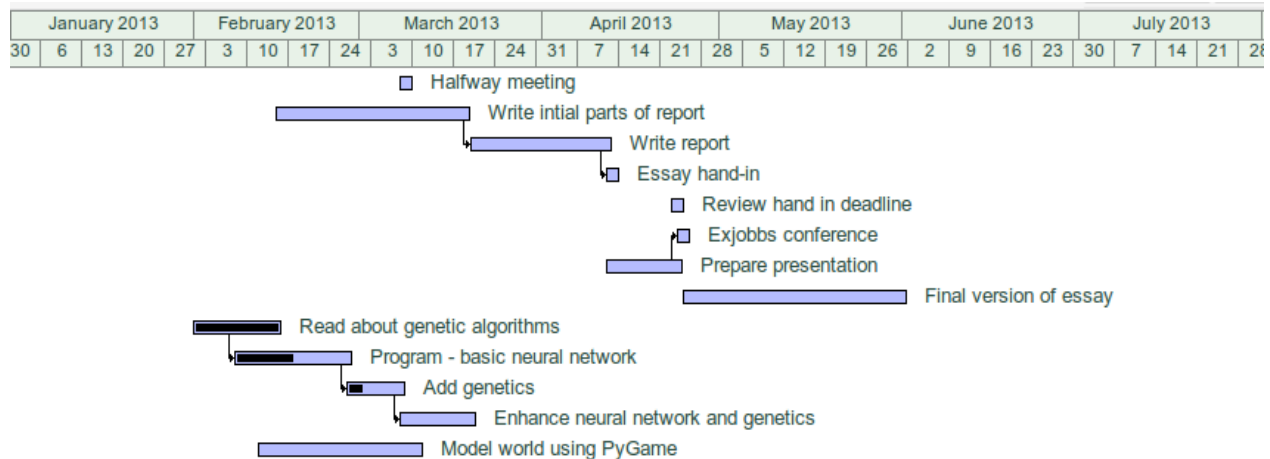 January 2013 February 2013 March 2013 April 2013 May 2013 June 2013 July 2013
30 6 13 20 27 3 10 17 24 3 10 17 24 31 7 14 21 28 5 12 19 26 2 9 16 23 30 7 14 21 28
Halfway meeting
Write intial parts of report
Write report
Essay hand-in
Review hand in deadline
Exjobbs conference
Prepare presentation
Final version of essay
Read about genetic algorithms
Program - basic neural network
Add genetics
Enhance neural network and genetics
Model world using PyGame